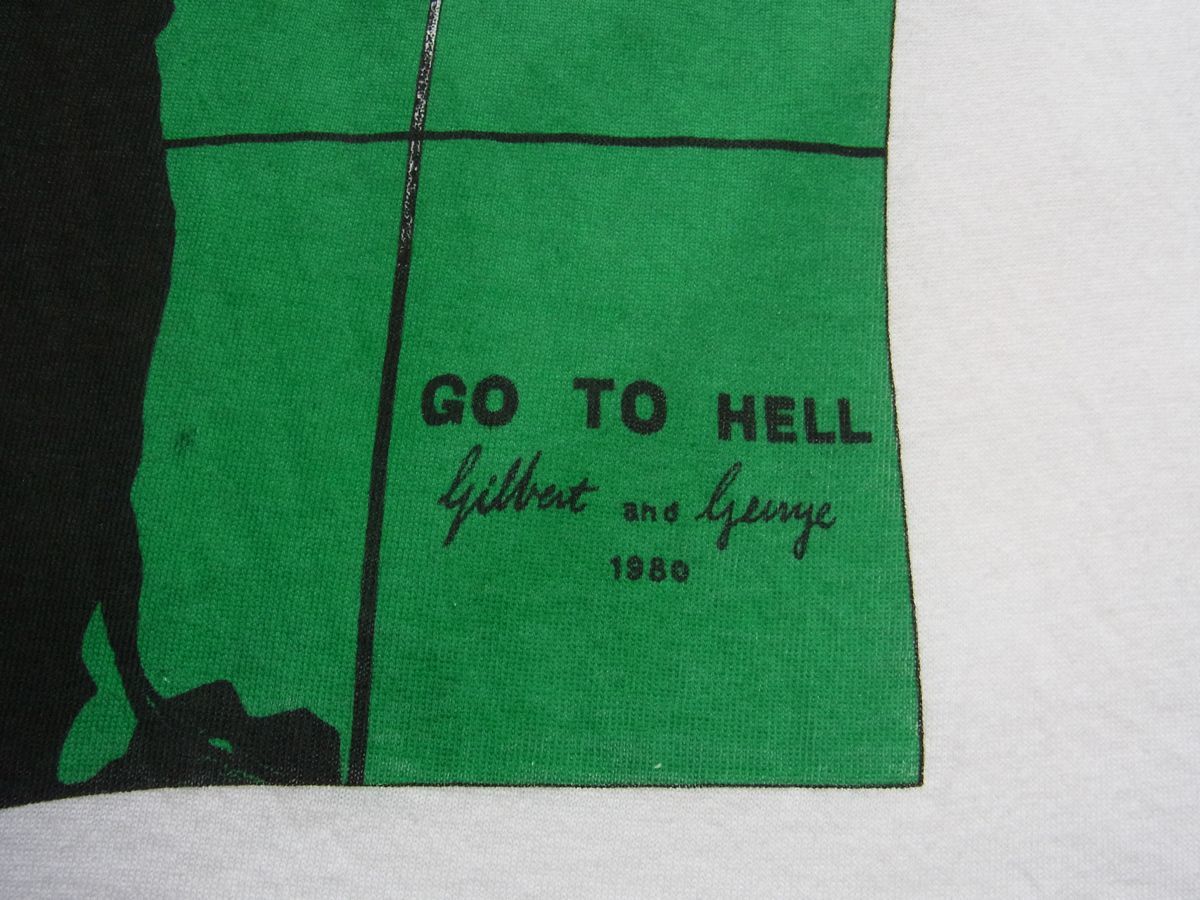 GO TO HELL
Gilbert and George
1980